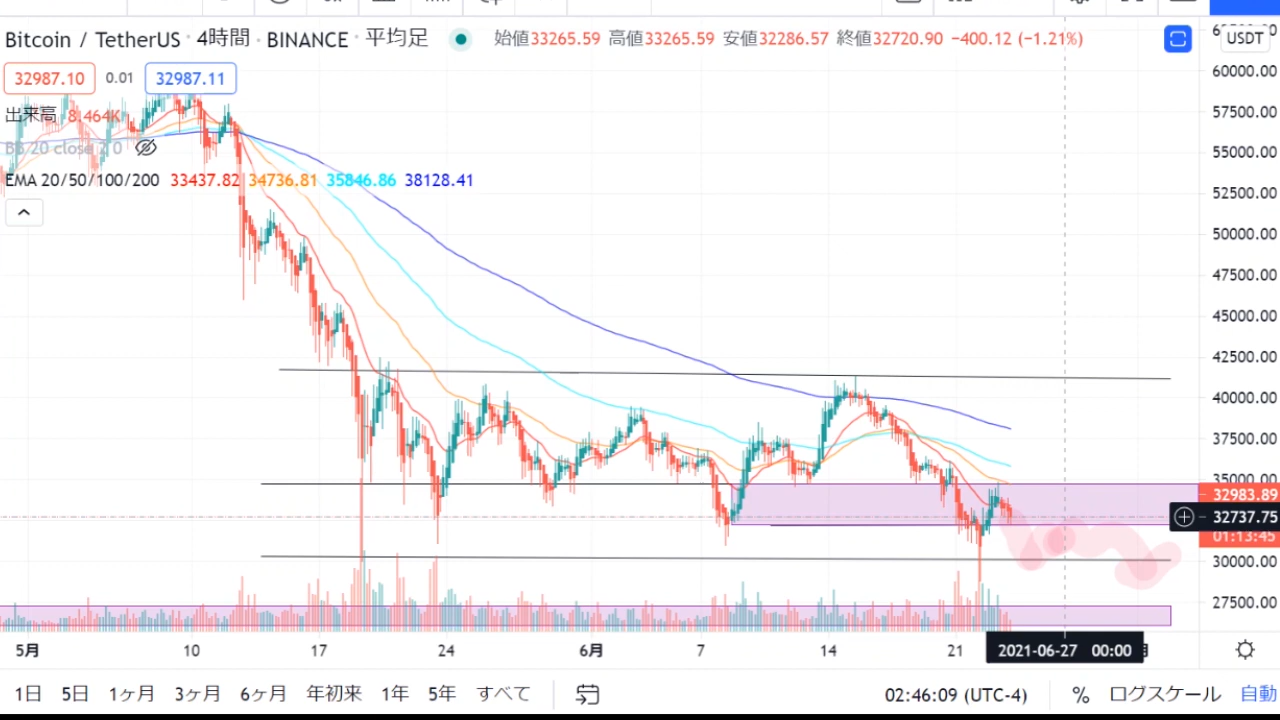 Bitcoin / TetherUS · 4時間 · BINANCE · 平均足 始値33265.59 高値33265.59 安値32286.57 終値32720.90 −400.12 (−1.21%)
USDT
32987.10 0.01 32987.11
60000.00
出来高 8.464K
57500.00
BB 20 close 2 0
55000.00
EMA 20/50/100/200 33437.82 34736.81 35846.86 38128.41
52500.00
50000.00
47500.00
45000.00
42500.00
40000.00
37500.00
35000.00
32983.89
32737.75
01:13:45
30000.00
27500.00
5月 10 17 24 6月 7 14 21 2021-06-27 00:00
1日 5日 1ヶ月 3ヶ月 6ヶ月 年初来 1年 5年 すべて 02:46:09 (UTC-4) % ログスケール 自動